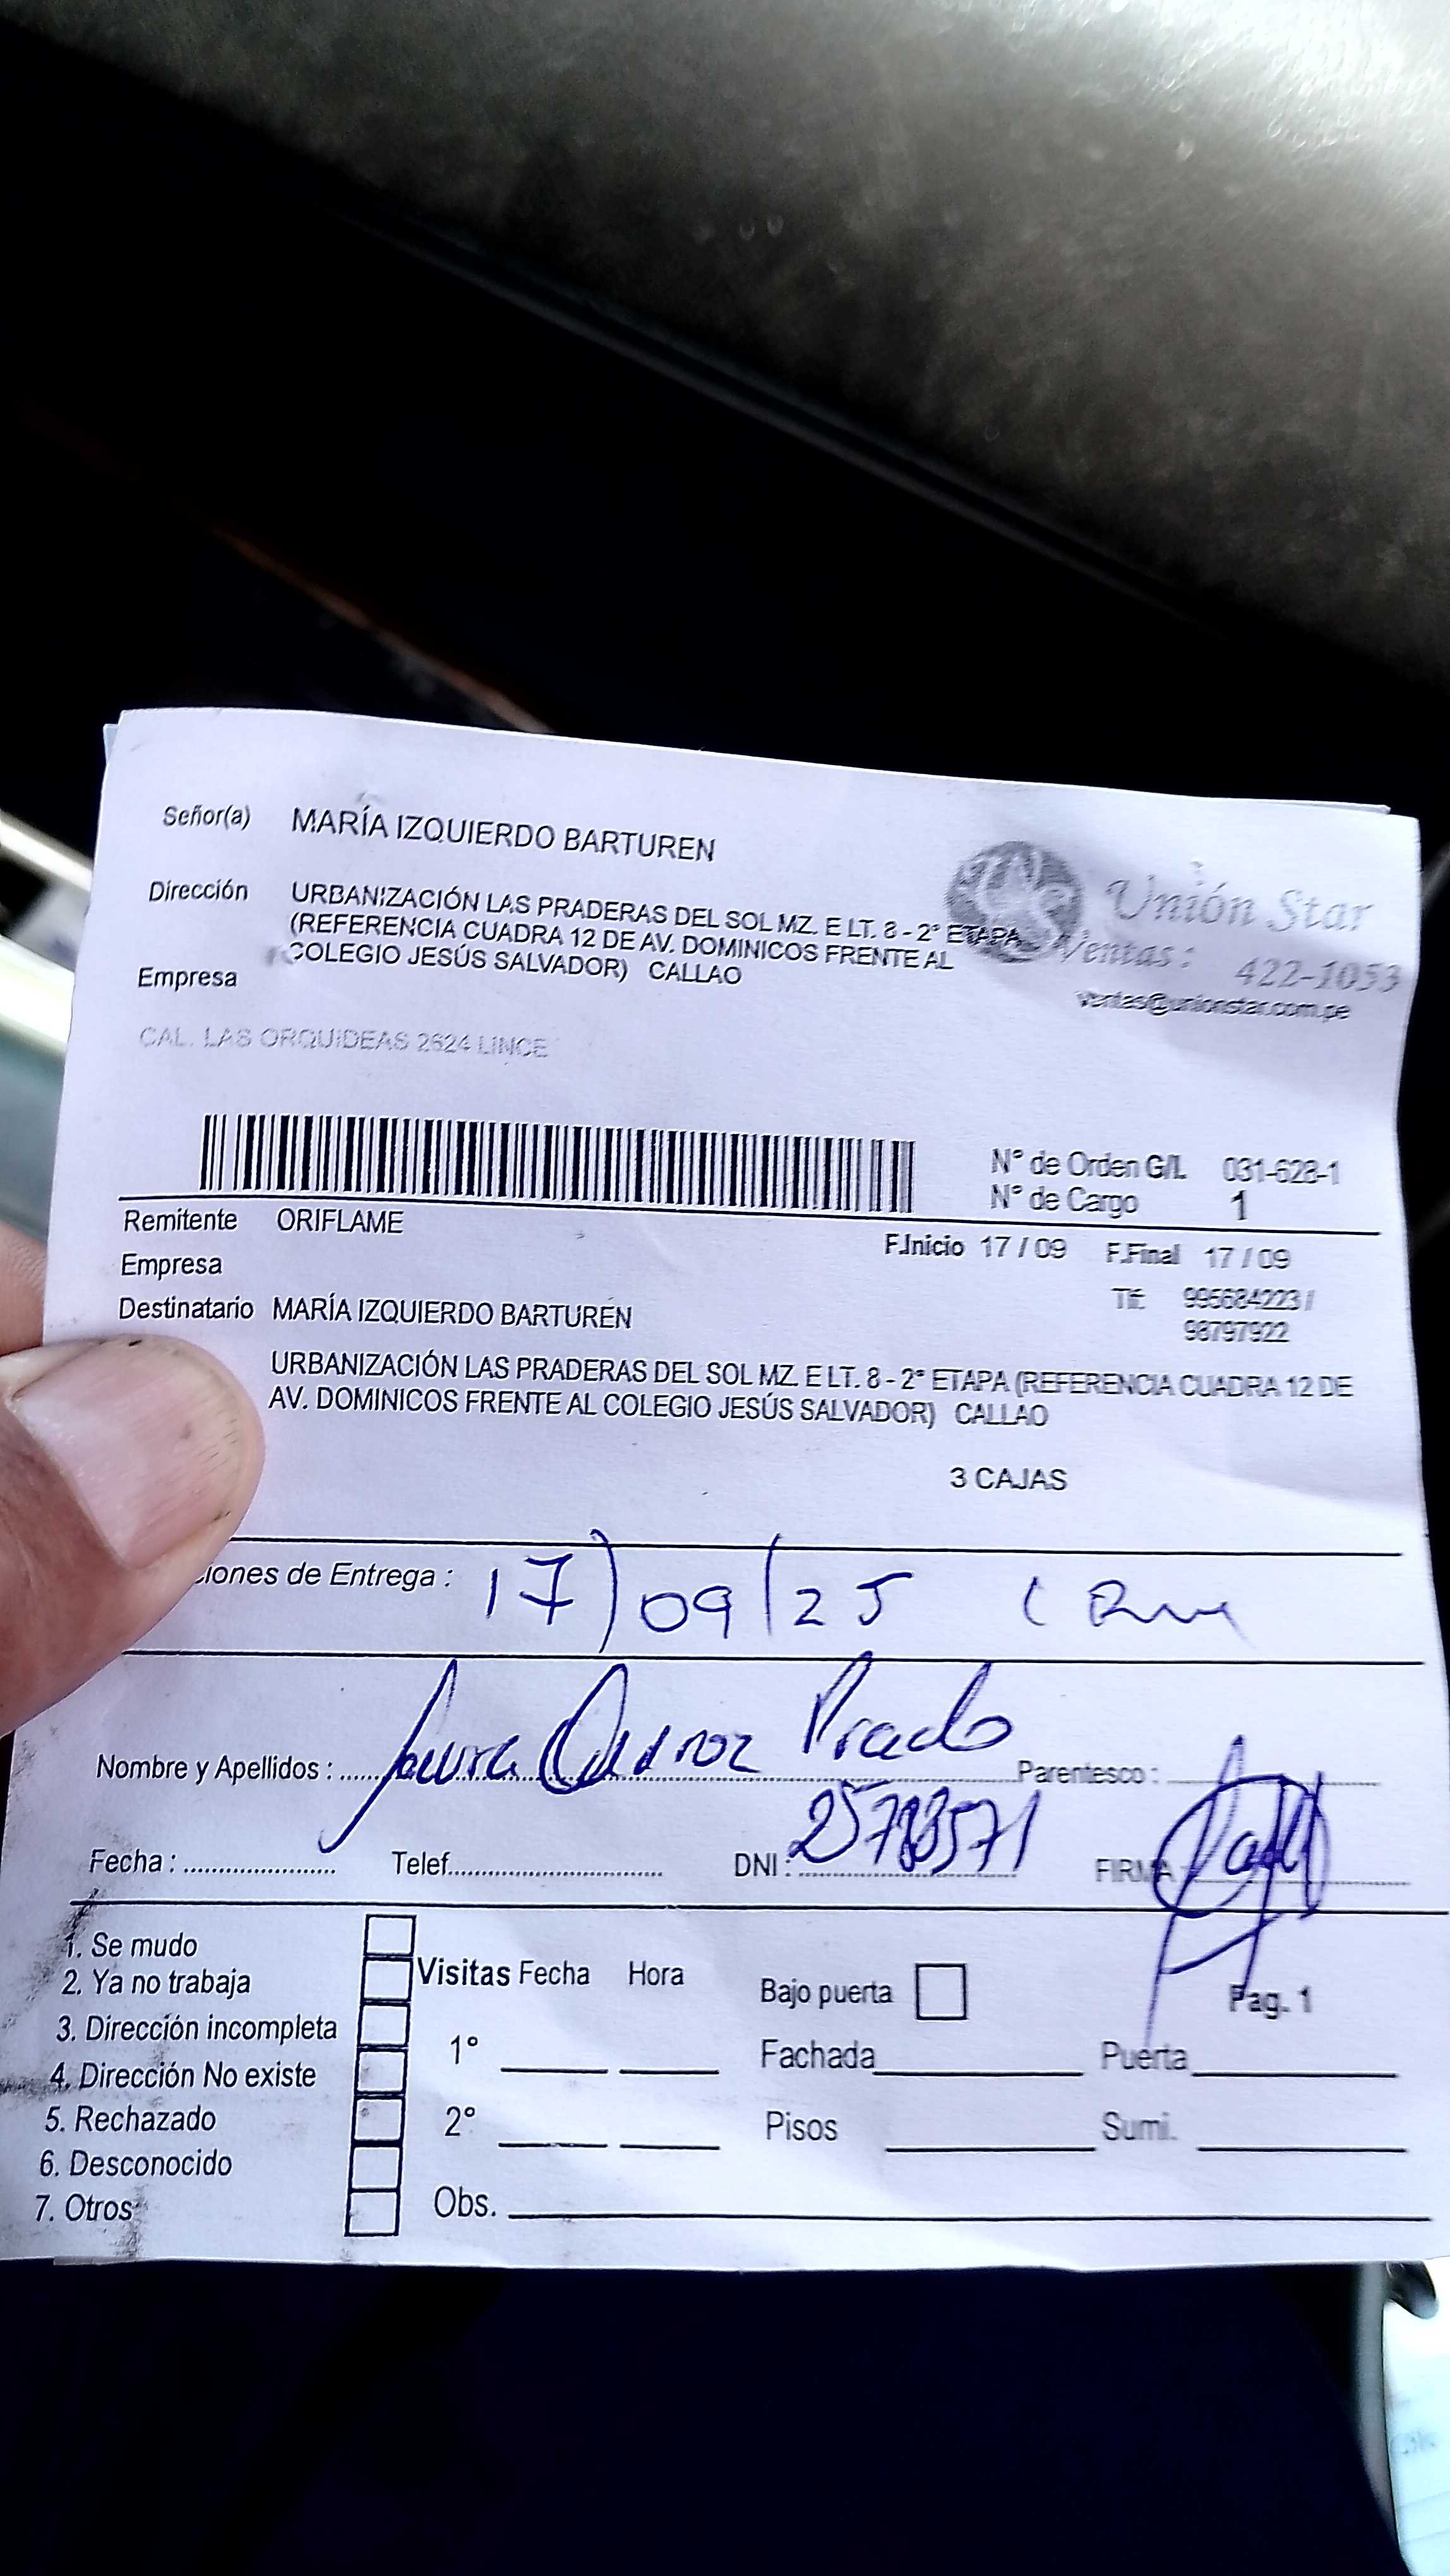 Señor(a) MARÍA IZQUIERDO BARTUREN
Dirección URBANIZACIÓN LAS PRADERAS DEL SOL MZ. E LT. 8 - 2° ETAPA
(REFERENCIA CUADRA 12 DE AV. DOMINICOS FRENTE AL
COLEGIO JESÚS SALVADOR) CALLAO
Unión Star
Ventas: 422-1053
ventas@unionstar.com.pe
Empresa
CAL. LAS ORQUIDEAS 2624 LINCE
N° de Orden G/L 031-628-1
N° de Cargo 1
Remitente ORIFLAME
F.Inicio 17 / 09 F.Final 17 / 09
Empresa
Tlf: 995684223 /
98797922
Destinatario MARÍA IZQUIERDO BARTUREN
URBANIZACIÓN LAS PRADERAS DEL SOL MZ. E LT. 8 - 2° ETAPA (REFERENCIA CUADRA 12 DE
AV. DOMINICOS FRENTE AL COLEGIO JESÚS SALVADOR) CALLAO
3 CAJAS
iones de Entrega : 17/09/25
Nombre y Apellidos : Prado Parentesco :
Fecha : Telef. DNI : FIRMA :
1. Se mudo
2. Ya no trabaja
3. Dirección incompleta
4. Dirección No existe
5. Rechazado
6. Desconocido
7. Otros
Visitas Fecha Hora
1°
2°
Obs.
Bajo puerta
Pag. 1
Fachada Puerta
Pisos Sumi.